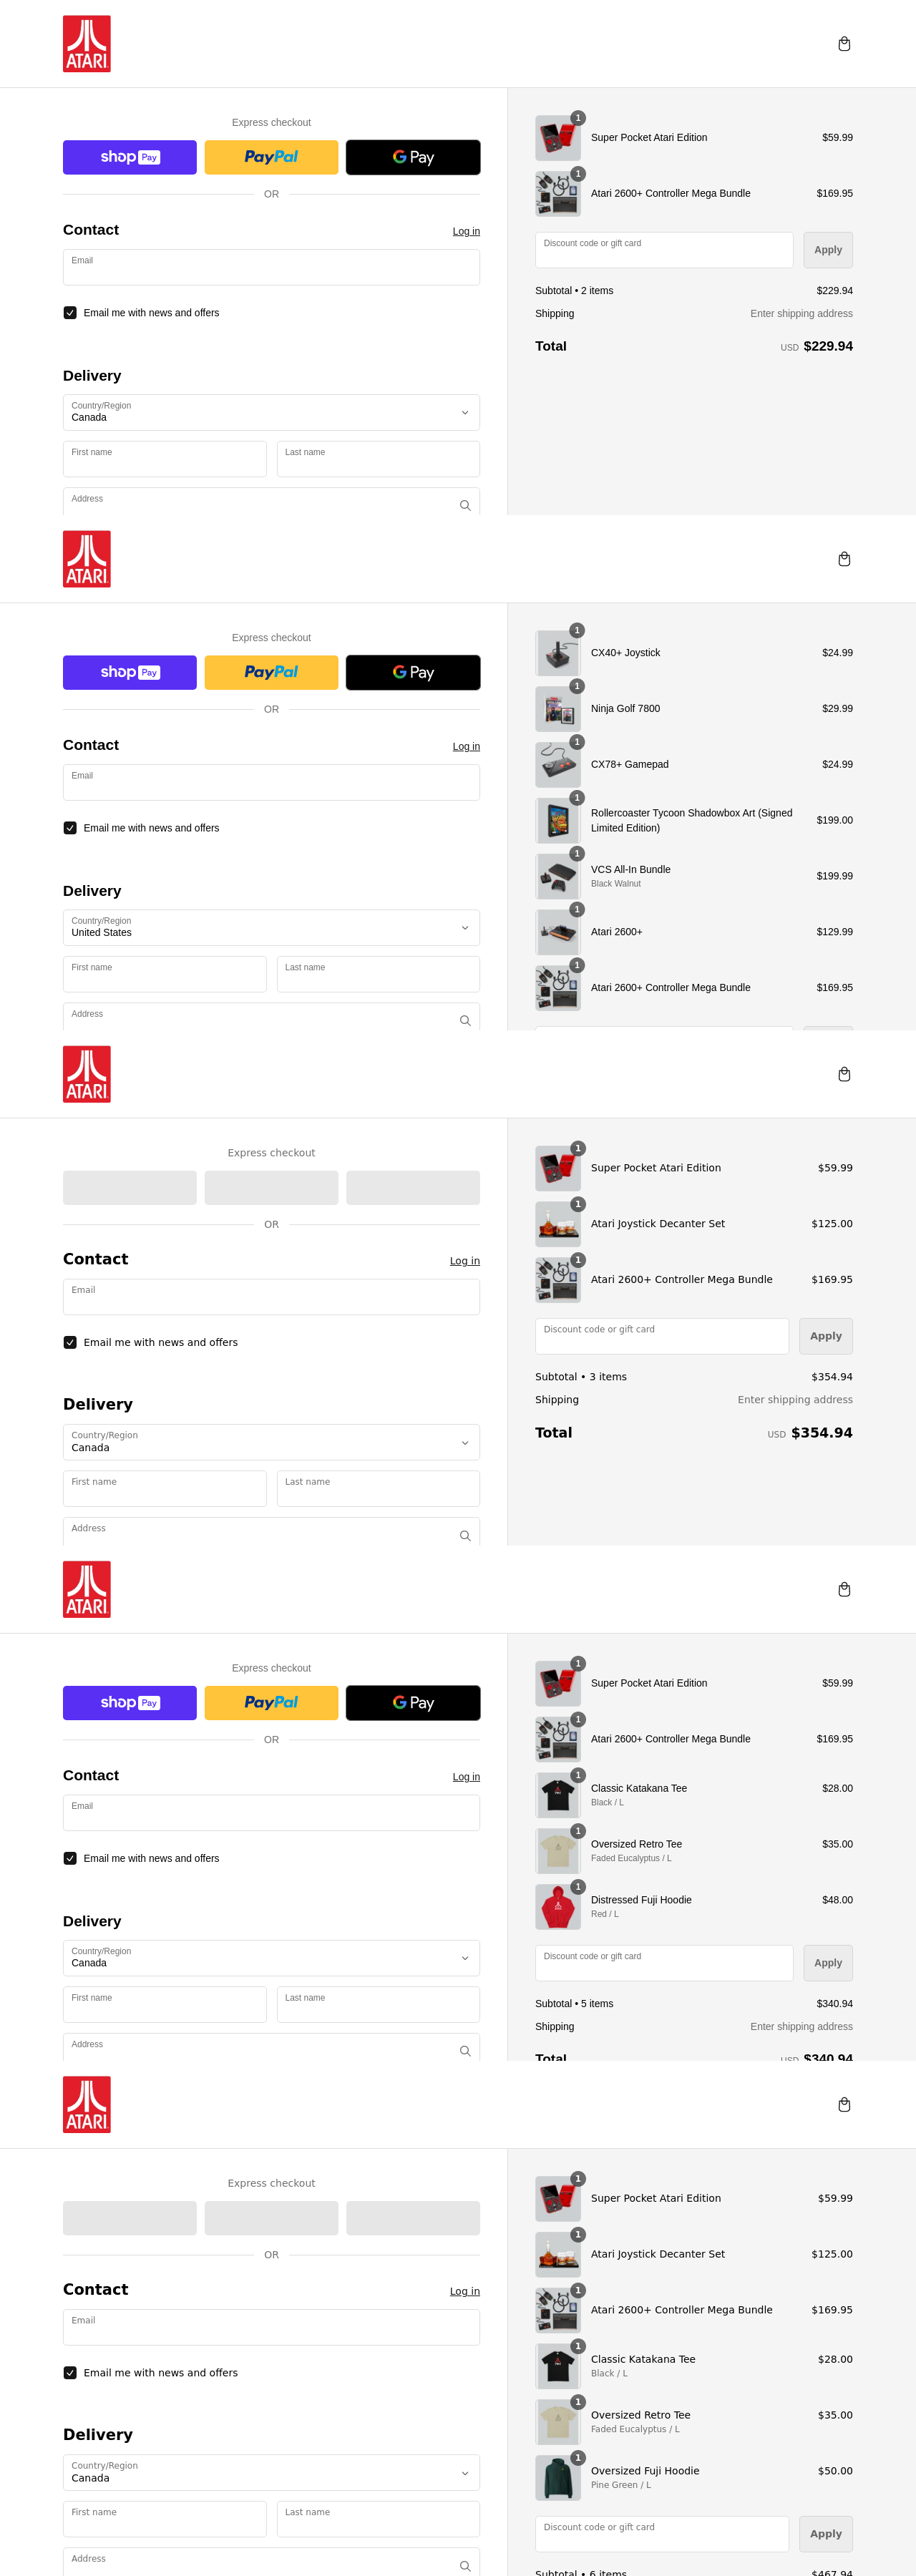 ATARI
Express checkout
shop Pay
PayPal
G Pay
OR
Contact
Log in
Email
Email me with news and offers
Delivery
Country/Region
Canada
First name
Last name
Address
1
Super Pocket Atari Edition
$59.99
1
Atari 2600+ Controller Mega Bundle
$169.95
Discount code or gift card
Apply
Subtotal • 2 items
$229.94
Shipping
Enter shipping address
Total
USD $229.94
ATARI
Express checkout
shop Pay
PayPal
G Pay
OR
Contact
Log in
Email
Email me with news and offers
Delivery
Country/Region
United States
First name
Last name
Address
1
CX40+ Joystick
$24.99
1
Ninja Golf 7800
$29.99
1
CX78+ Gamepad
$24.99
1
Rollercoaster Tycoon Shadowbox Art (Signed
Limited Edition)
$199.00
1
VCS All-In Bundle
Black Walnut
$199.99
1
Atari 2600+
$129.99
1
Atari 2600+ Controller Mega Bundle
$169.95
ATARI
Express checkout
OR
Contact
Log in
Email
Email me with news and offers
Delivery
Country/Region
Canada
First name
Last name
Address
1
Super Pocket Atari Edition
$59.99
1
Atari Joystick Decanter Set
$125.00
1
Atari 2600+ Controller Mega Bundle
$169.95
Discount code or gift card
Apply
Subtotal • 3 items
$354.94
Shipping
Enter shipping address
Total
USD $354.94
ATARI
Express checkout
shop Pay
PayPal
G Pay
OR
Contact
Log in
Email
Email me with news and offers
Delivery
Country/Region
Canada
First name
Last name
Address
1
Super Pocket Atari Edition
$59.99
1
Atari 2600+ Controller Mega Bundle
$169.95
1
Classic Katakana Tee
Black / L
$28.00
1
Oversized Retro Tee
Faded Eucalyptus / L
$35.00
1
Distressed Fuji Hoodie
Red / L
$48.00
Discount code or gift card
Apply
Subtotal • 5 items
$340.94
Shipping
Enter shipping address
Total
USD $340.94
ATARI
Express checkout
OR
Contact
Log in
Email
Email me with news and offers
Delivery
Country/Region
Canada
First name
Last name
Address
1
Super Pocket Atari Edition
$59.99
1
Atari Joystick Decanter Set
$125.00
1
Atari 2600+ Controller Mega Bundle
$169.95
1
Classic Katakana Tee
Black / L
$28.00
1
Oversized Retro Tee
Faded Eucalyptus / L
$35.00
1
Oversized Fuji Hoodie
Pine Green / L
$50.00
Discount code or gift card
Apply
Subtotal • 6 items
$467.94